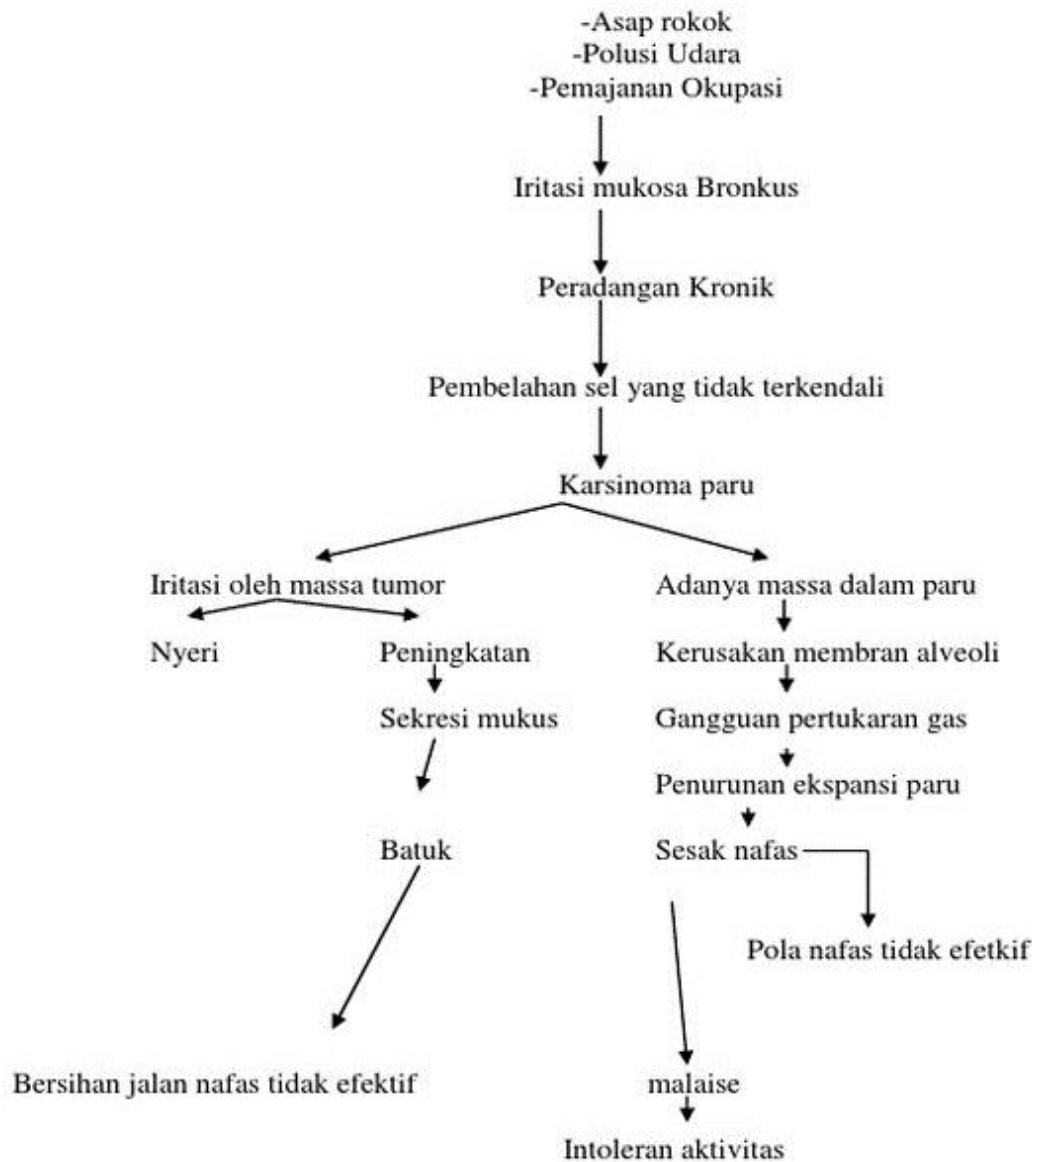 -Asap rokok
-Polusi Udara
-Pemajanan Okupasi
Iritasi mukosa Bronkus
Peradangan Kronik
Pembelahan sel yang tidak terkendali
Karsinoma paru
Iritasi oleh massa tumor
Adanya massa dalam paru
Nyeri
Peningkatan
Kerusakan membran alveoli
Sekresi mukus
Gangguan pertukaran gas
Penurunan ekspansi paru
Batuk
Sesak nafas
Pola nafas tidak efetkif
Bersihan jalan nafas tidak efektif
malaise
Intoleran aktivitas